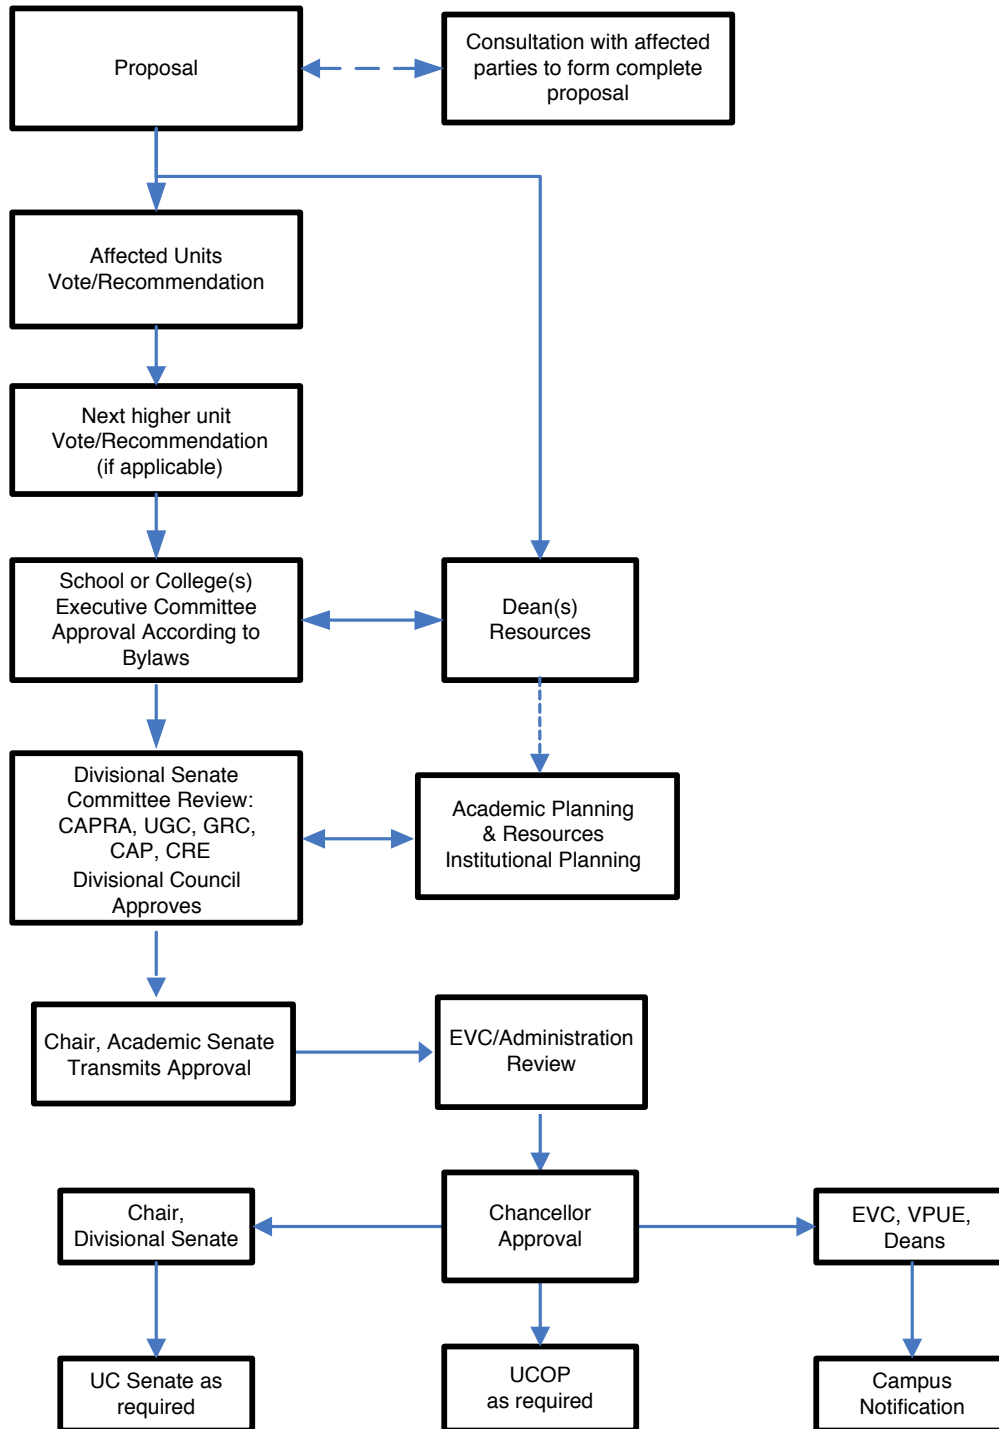 Proposal
Consultation with affected
parties to form complete
proposal
Affected Units
Vote/Recommendation
Next higher unit
Vote/Recommendation
(if applicable)
School or College(s)
Executive Committee
Approval According to
Bylaws
Dean(s)
Resources
Divisional Senate
Committee Review:
CAPRA, UGC, GRC,
CAP, CRE
Divisional Council
Approves
Academic Planning
& Resources
Institutional Planning
Chair, Academic Senate
Transmits Approval
EVC/Administration
Review
Chair,
Divisional Senate
Chancellor
Approval
EVC, VPUE,
Deans
UC Senate as
required
UCOP
as required
Campus
Notification